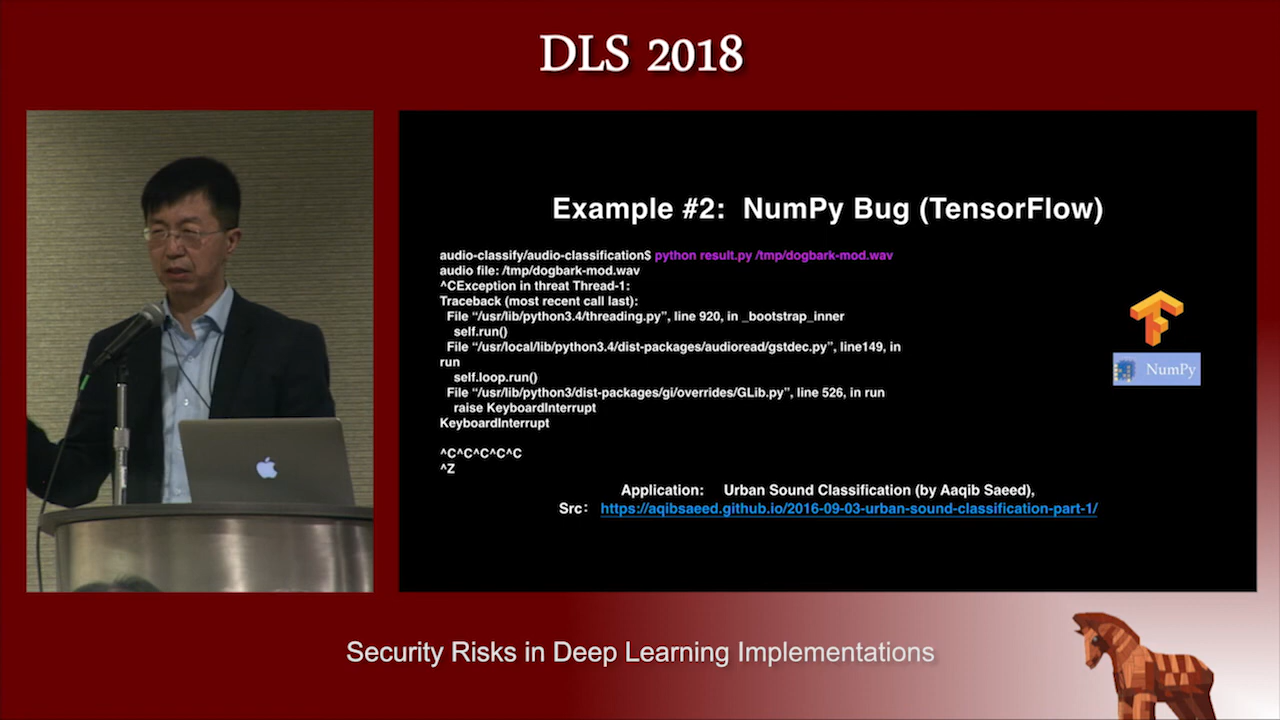 DLS 2018
Example #2: NumPy Bug (TensorFlow)
audio-classify/audio-classification$ python result.py /tmp/dogbark-mod.wav
audio file: /tmp/dogbark-mod.wav
^CException in threat Thread-1:
Traceback (most recent call last):
File “/usr/lib/python3.4/threading.py”, line 920, in _bootstrap_inner
self.run()
File “/usr/local/lib/python3.4/dist-packages/audioread/gstdec.py”, line149, in
run
self.loop.run()
File “/usr/lib/python3/dist-packages/gi/overrides/GLib.py”, line 526, in run
raise KeyboardInterrupt
KeyboardInterrupt
^C^C^C^C^C
^Z
NumPy
Application: Urban Sound Classification (by Aaqib Saeed),
Src: https://aqibsaeed.github.io/2016-09-03-urban-sound-classification-part-1/
Security Risks in Deep Learning Implementations